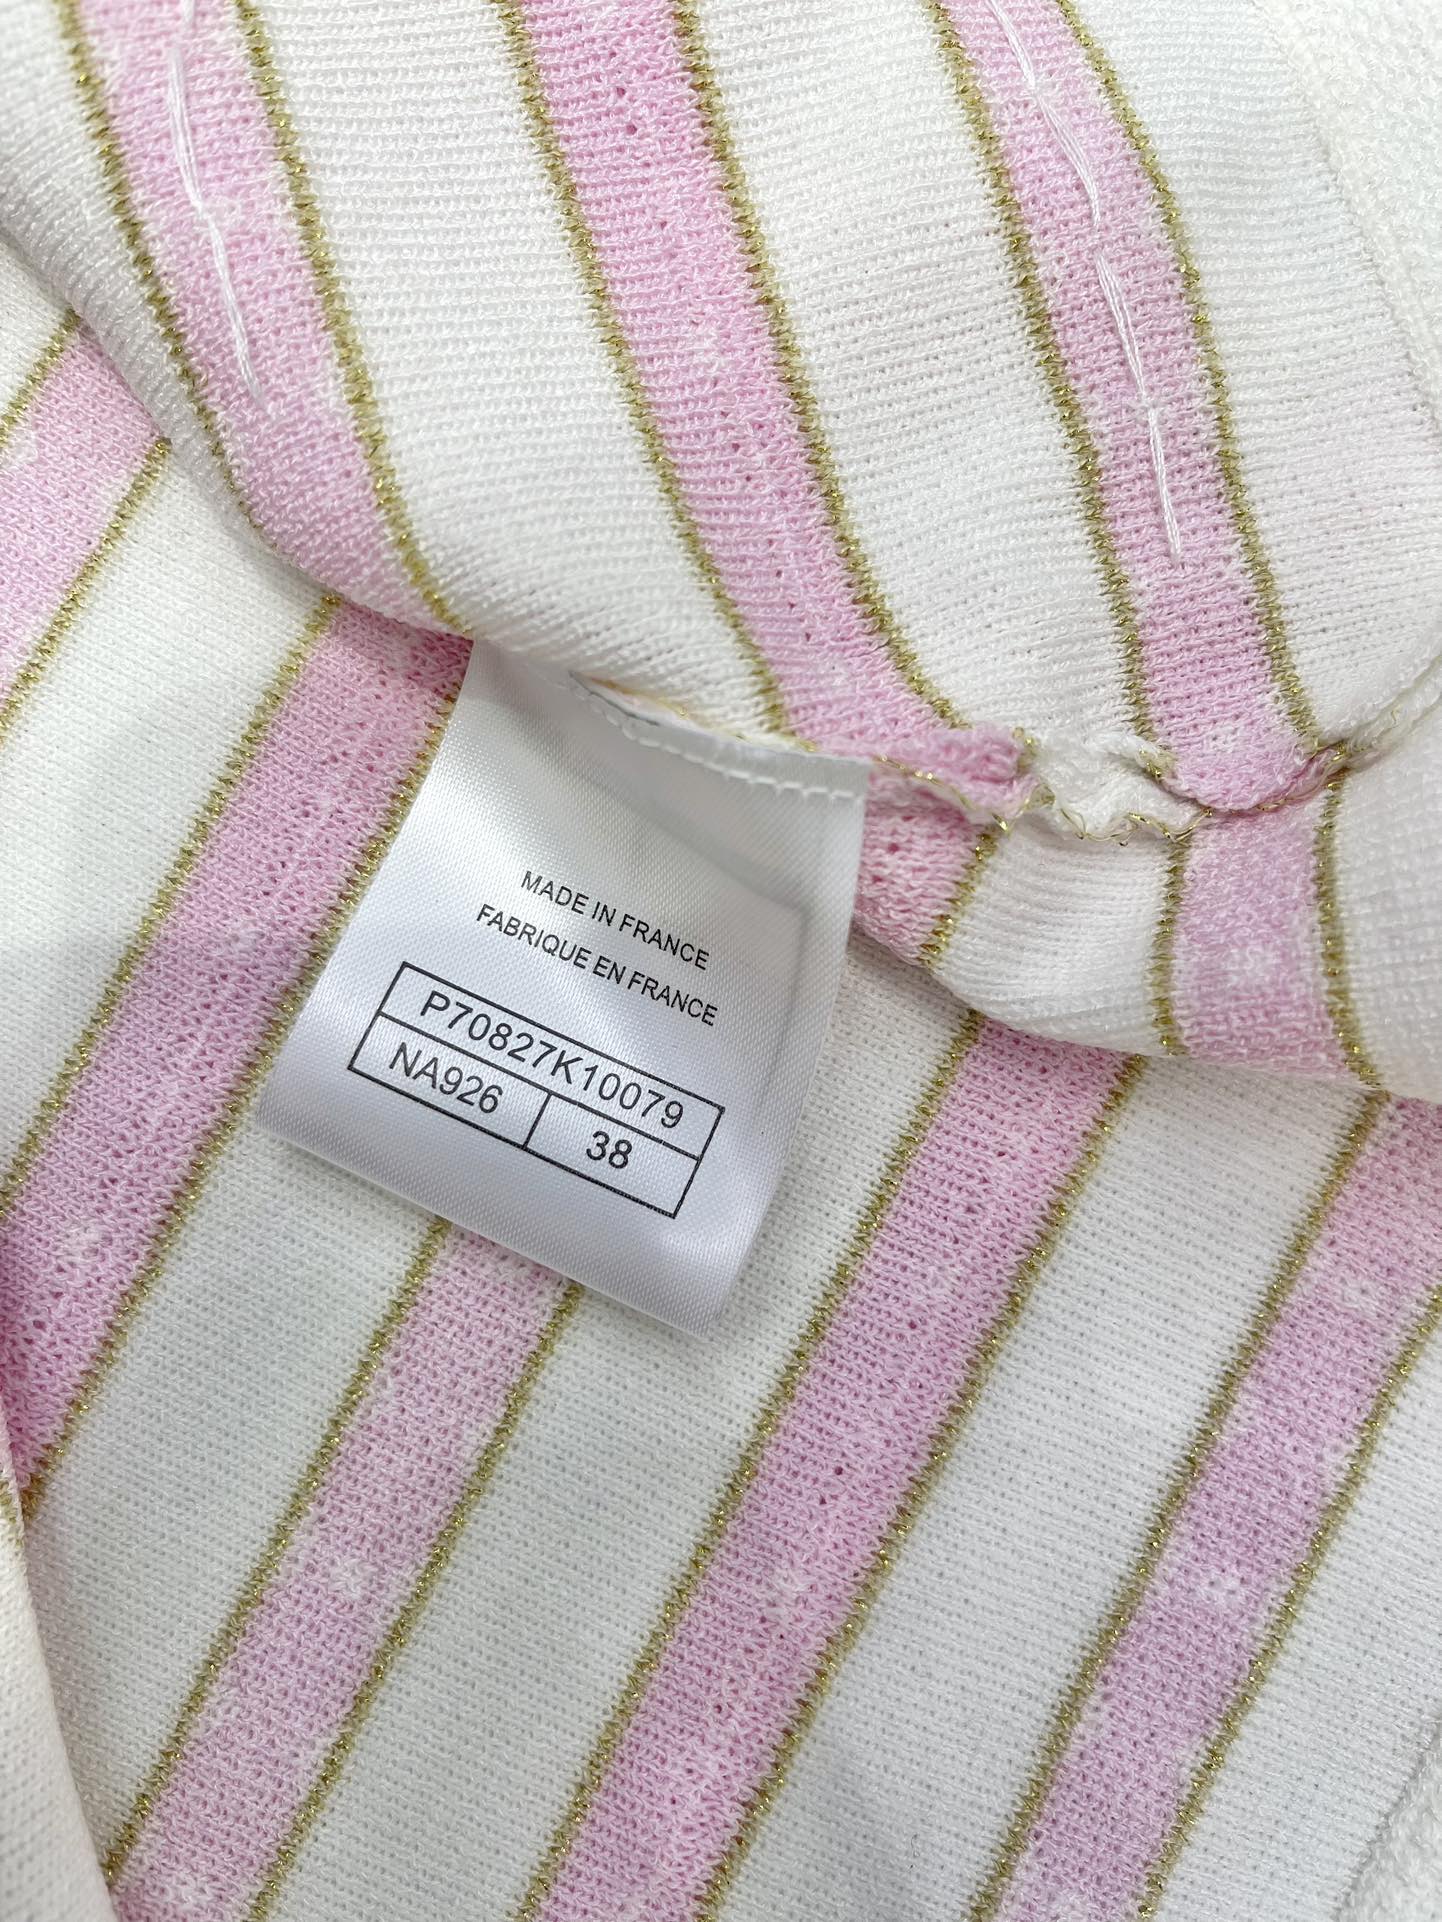 MADE IN FRANCE
FABRIQUE EN FRANCE
P70827K10079
NA926 38